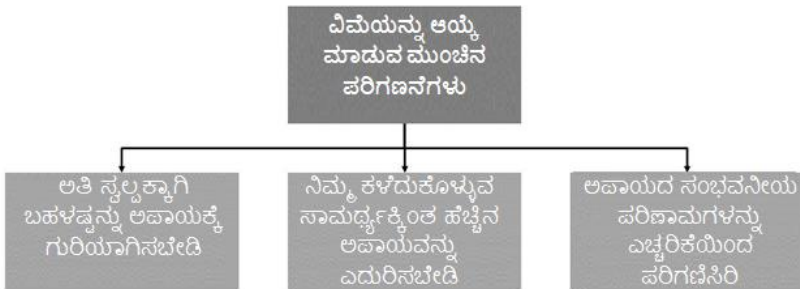 ವಿಮೆಯನ್ನು ಆಯ್ಕೆ
ಮಾಡುವ ಮುಂಚಿನ
ಪರಿಗಣನೆಗಳು
ಅತಿ ಸ್ವಲ್ಪಕ್ಕಾಗಿ
ಬಹಳಷ್ಟನ್ನು ಅಪಾಯಕ್ಕೆ
ಗುರಿಯಾಗಿಸಬೇಡಿ
ನಿಮ್ಮ ಕಳೆದುಕೊಳ್ಳುವ
ಸಾಮರ್ಥ್ಯಕ್ಕಿಂತ ಹೆಚ್ಚಿನ
ಅಪಾಯವನ್ನು
ಎದುರಿಸಬೇಡಿ
ಅಪಾಯದ ಸಂಭವನೀಯ
ಪರಿಣಾಮಗಳನ್ನು
ಎಚ್ಚರಿಕೆಯಿಂದ
ಪರಿಗಣಿಸಿರಿ